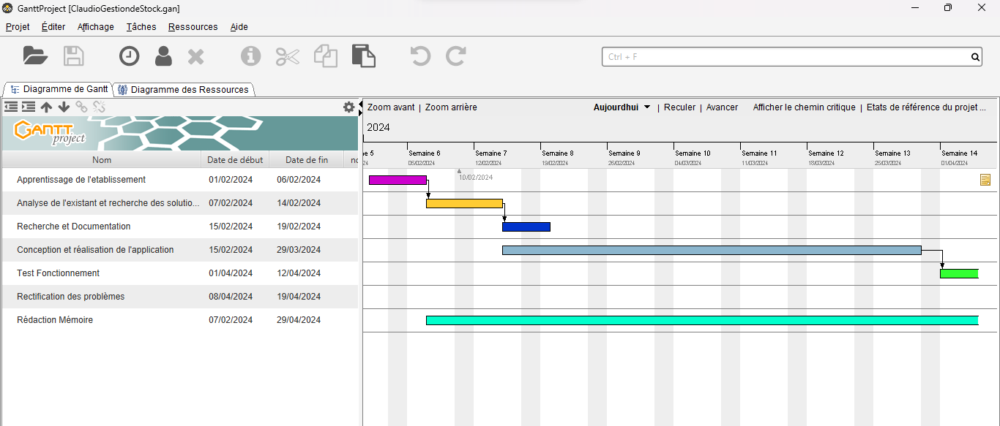 GanttProject [ClaudioGestiondeStock.gan]
Projet Éditer Affichage Tâches Ressources Aide
Ctrl + F
Diagramme de Gantt Diagramme des Ressources
Zoom avant | Zoom arrière Aujourdhui | Reculer | Avancer Afficher le chemin critique | Etats de référence du projet ...
GANTT project
2024
Nom Date de début Date de fin
ne 5 Semaine 6 Semaine 7 Semaine 8 Semaine 9 Semaine 10 Semaine 11 Semaine 12 Semaine 13 Semaine 14
24 05/02/2024 12/02/2024 19/02/2024 26/02/2024 04/03/2024 11/03/2024 18/03/2024 25/03/2024 01/04/2024
10/02/2024
Apprentissage de l'etablissement 01/02/2024 06/02/2024
Analyse de l'existant et recherche des solutio... 07/02/2024 14/02/2024
Recherche et Documentation 15/02/2024 19/02/2024
Conception et réalisation de l'application 15/02/2024 29/03/2024
Test Fonctionnement 01/04/2024 12/04/2024
Rectification des problèmes 08/04/2024 19/04/2024
Rédaction Mémoire 07/02/2024 29/04/2024